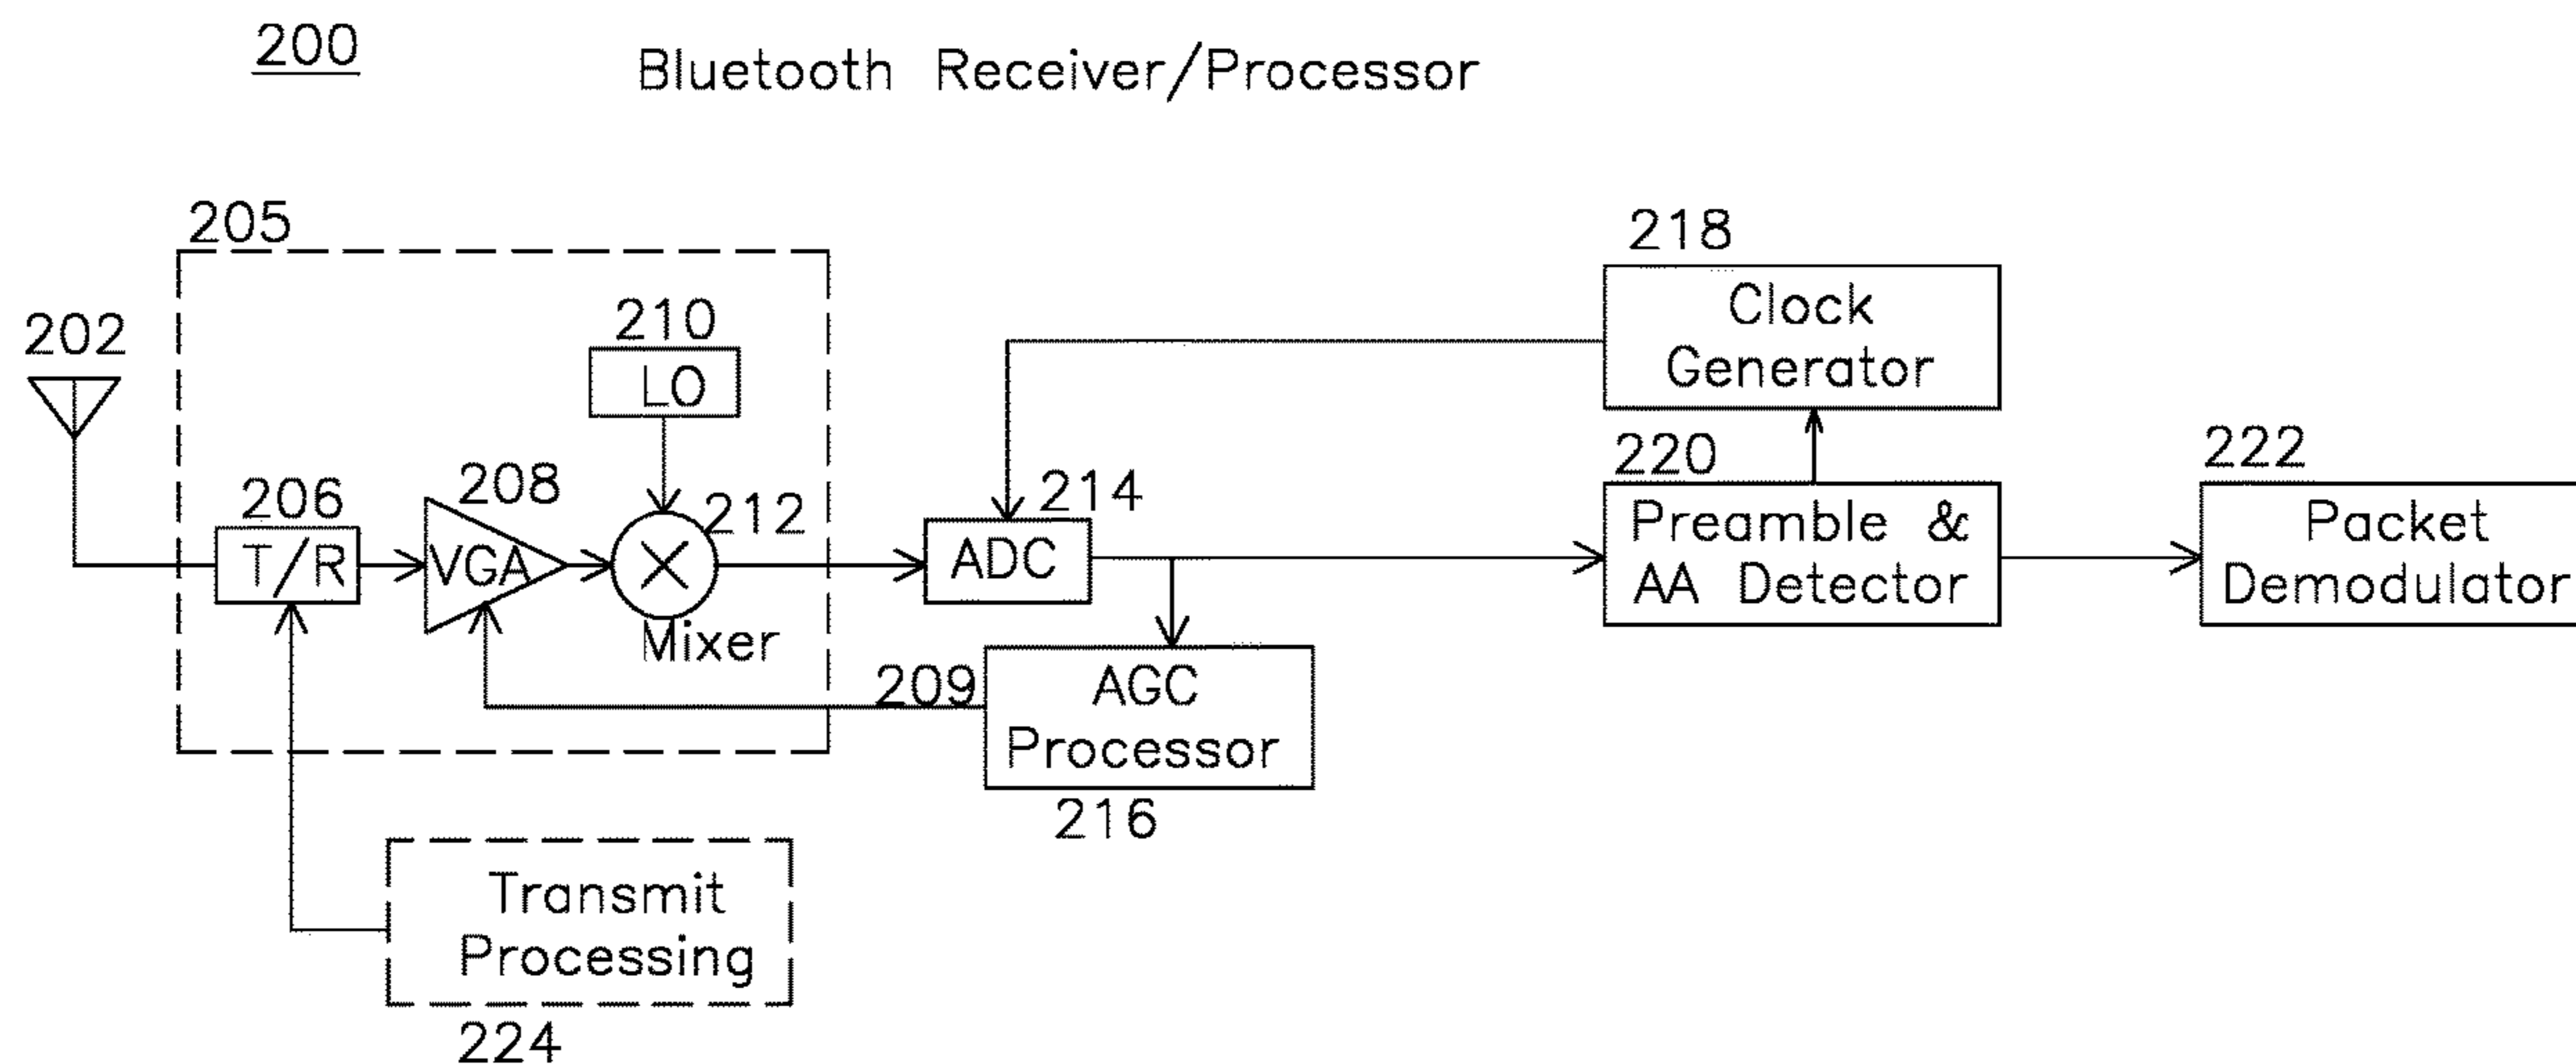 200
Bluetooth Receiver/Processor
205
218
Clock
Generator
202
210
LO
206
208
212
214
220
222
T/R
VGA
Mixer
ADC
Preamble &
AA Detector
Packet
Demodulator
209
AGC
Processor
216
Transmit
Processing
224